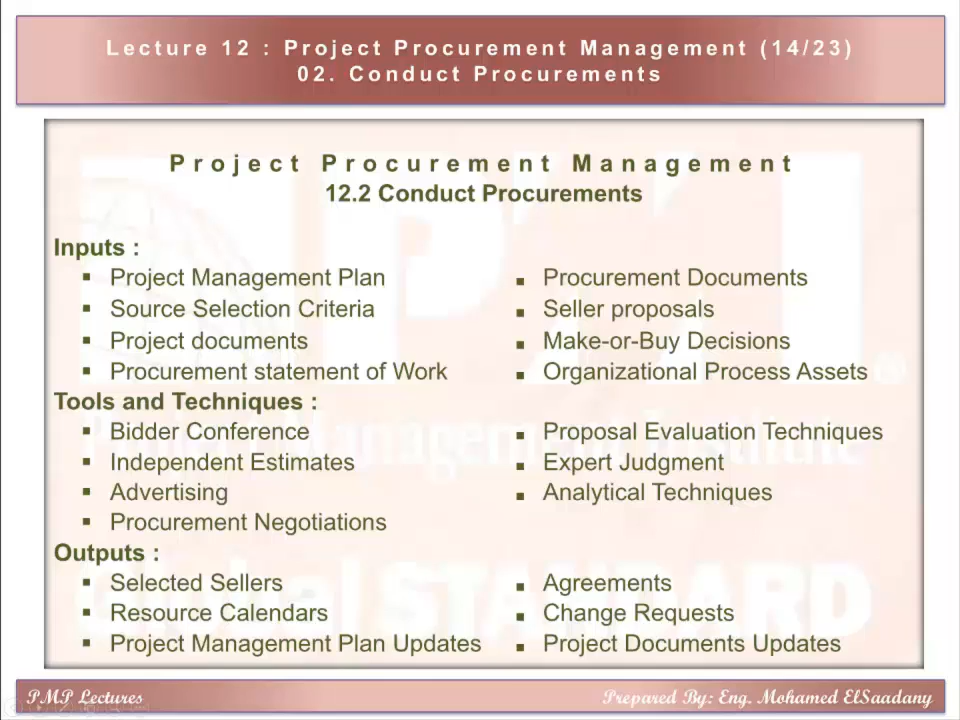 Lecture 12 : Project Procurement Management (14/23)
02. Conduct Procurements
Project Procurement Management
12.2 Conduct Procurements
Inputs :
▪ Project Management Plan ▪ Procurement Documents
▪ Source Selection Criteria ▪ Seller proposals
▪ Project documents ▪ Make-or-Buy Decisions
▪ Procurement statement of Work ▪ Organizational Process Assets
Tools and Techniques :
▪ Bidder Conference ▪ Proposal Evaluation Techniques
▪ Independent Estimates ▪ Expert Judgment
▪ Advertising ▪ Analytical Techniques
▪ Procurement Negotiations
Outputs :
▪ Selected Sellers ▪ Agreements
▪ Resource Calendars ▪ Change Requests
▪ Project Management Plan Updates ▪ Project Documents Updates
PMP Lectures Prepared By: Eng. Mohamed ElSaadany